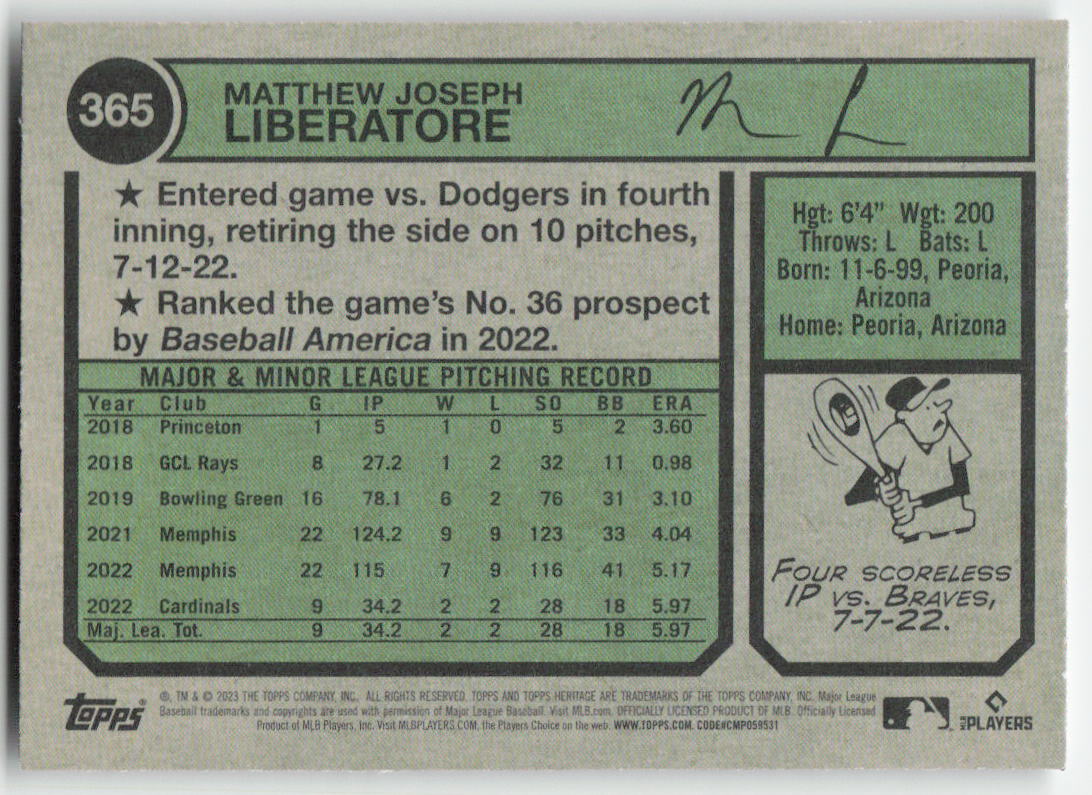 365
MATTHEW JOSEPH
LIBERATORE
★ Entered game vs. Dodgers in fourth
inning, retiring the side on 10 pitches,
7-12-22.
★ Ranked the game's No. 36 prospect
by Baseball America in 2022.
MAJOR & MINOR LEAGUE PITCHING RECORD
Year Club G IP W L SO BB ERA
2018 Princeton 1 5 1 0 5 2 3.60
2018 GCL Rays 8 27.2 1 2 32 11 0.98
2019 Bowling Green 16 78.1 6 2 76 31 3.10
2021 Memphis 22 124.2 9 9 123 33 4.04
2022 Memphis 22 115 7 9 116 41 5.17
2022 Cardinals 9 34.2 2 2 28 18 5.97
Maj. Lea. Tot. 9 34.2 2 2 28 18 5.97
Hgt: 6'4" Wgt: 200
Throws: L Bats: L
Born: 11-6-99, Peoria,
Arizona
Home: Peoria, Arizona
FOUR SCORELESS
IP VS. BRAVES,
7-7-22.
Topps®
®, TM & © 2023 THE TOPPS COMPANY, INC. ALL RIGHTS RESERVED. TOPPS AND TOPPS HERITAGE ARE TRADEMARKS OF THE TOPPS COMPANY, INC. Major League
Baseball trademarks and copyrights are used with permission of Major League Baseball. Visit MLB.com. OFFICIALLY LICENSED PRODUCT OF MLB. Officially Licensed
Product of MLB Players, Inc. Visit MLBPLAYERS.COM, the Players Choice on the web. WWW.TOPPS.COM. CODE#CMP059531
MLB PLAYERS